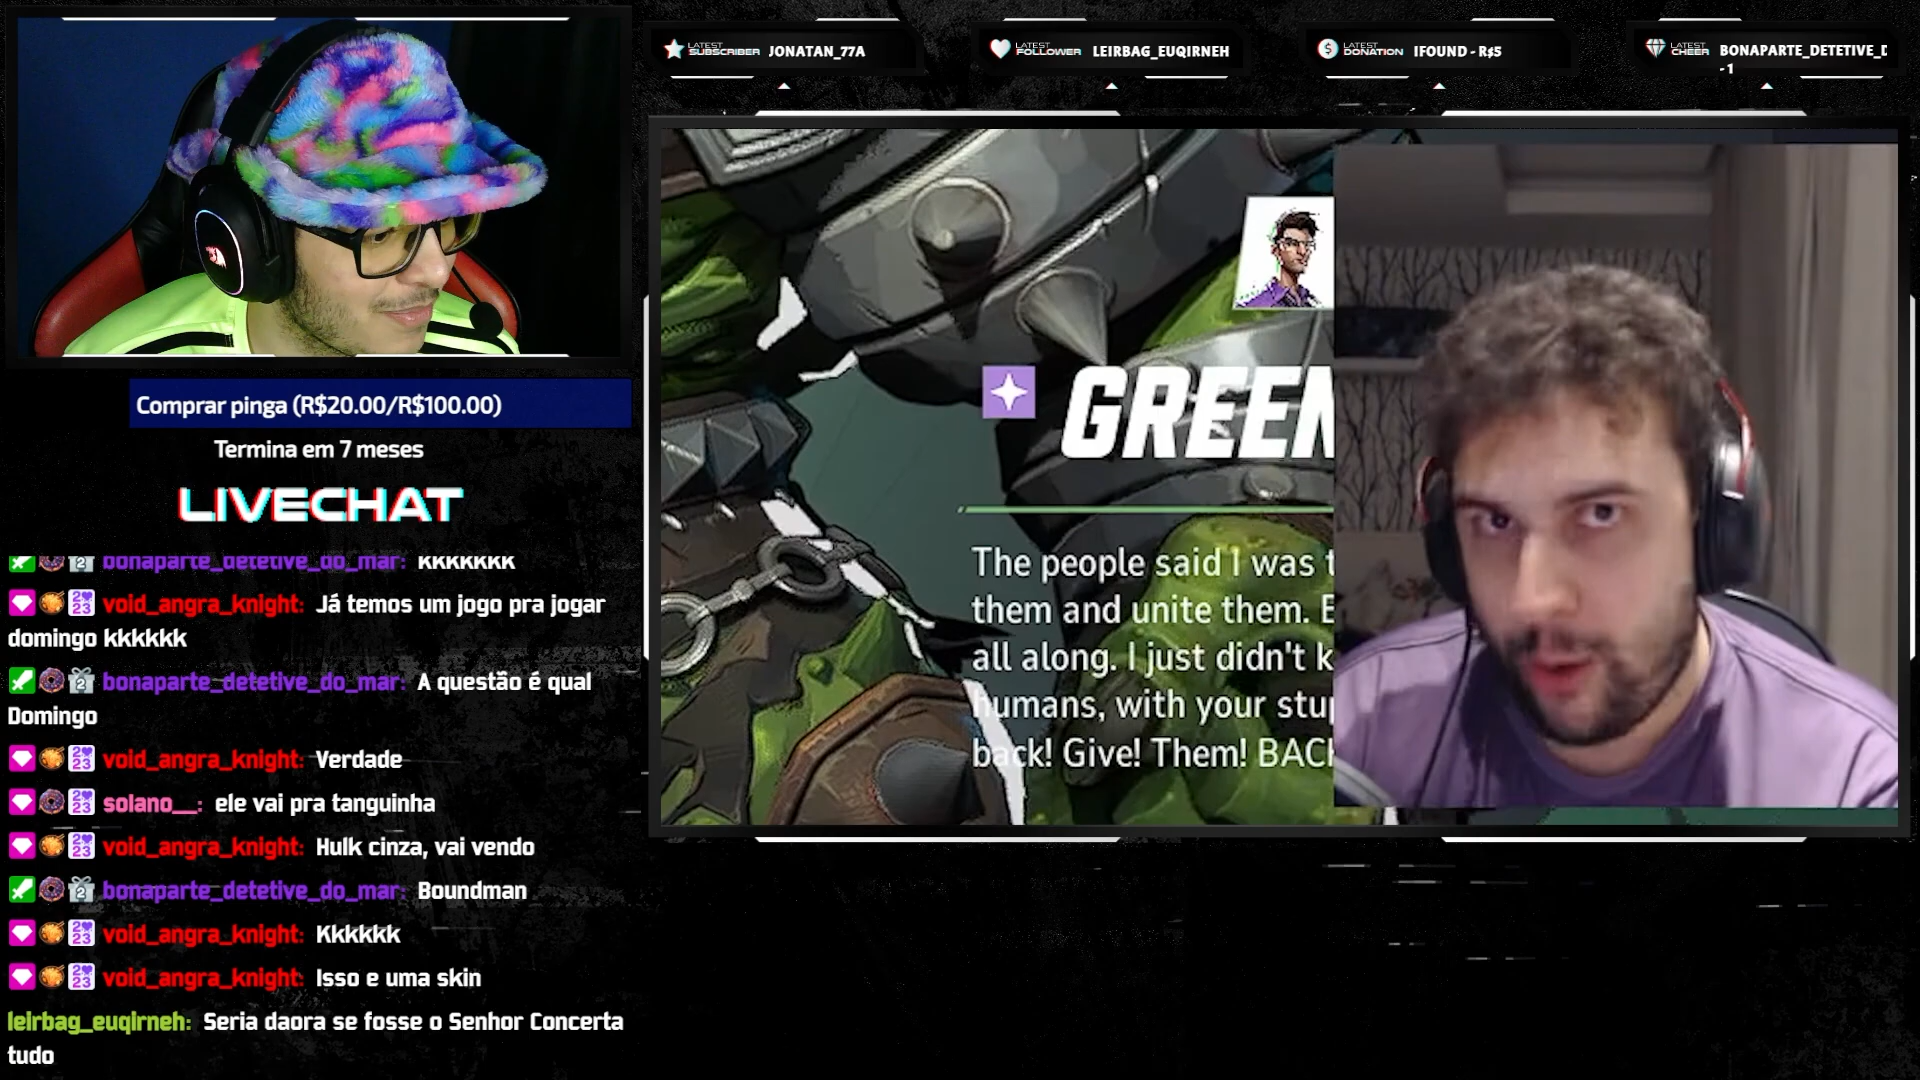 LATEST SUBSCRIBER JONATAN_77A
LATEST FOLLOWER LEIRBAG_EUQIRNEH
LATEST DONATION IFOUND - R$5
LATEST CHEER BONAPARTE_DETETIVE_D
- 1
Comprar pinga (R$20.00/R$100.00)
Termina em 7 meses
LIVECHAT
bonaparte_detetive_do_mar: kkkkkkk
void_angra_knight: Já temos um jogo pra jogar
domingo kkkkkk
bonaparte_detetive_do_mar: A questão é qual
Domingo
void_angra_knight: Verdade
solano__: ele vai pra tanguinha
void_angra_knight: Hulk cinza, vai vendo
bonaparte_detetive_do_mar: Boundman
void_angra_knight: Kkkkkk
void_angra_knight: Isso e uma skin
leirbag_euqirneh: Seria daora se fosse o Senhor Concerta
tudo
GREEN
The people said I was t
them and unite them.
all along. I just didn't k
humans, with your stup
back! Give! Them! BACK